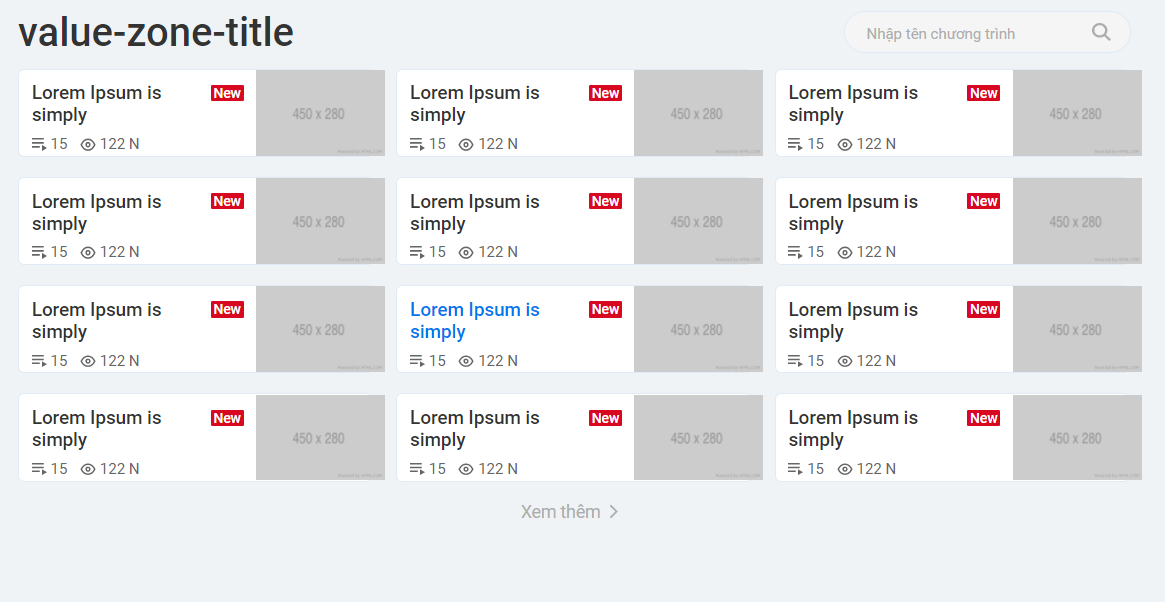 value-zone-title
Nhập tên chương trình
Lorem Ipsum is
simply
New
15 122 N
450 x 280
Lorem Ipsum is
simply
New
15 122 N
450 x 280
Lorem Ipsum is
simply
New
15 122 N
450 x 280
Lorem Ipsum is
simply
New
15 122 N
450 x 280
Lorem Ipsum is
simply
New
15 122 N
450 x 280
Lorem Ipsum is
simply
New
15 122 N
450 x 280
Lorem Ipsum is
simply
New
15 122 N
450 x 280
Lorem Ipsum is
simply
New
15 122 N
450 x 280
Lorem Ipsum is
simply
New
15 122 N
450 x 280
Lorem Ipsum is
simply
New
15 122 N
450 x 280
Lorem Ipsum is
simply
New
15 122 N
450 x 280
Lorem Ipsum is
simply
New
15 122 N
450 x 280
Xem thêm